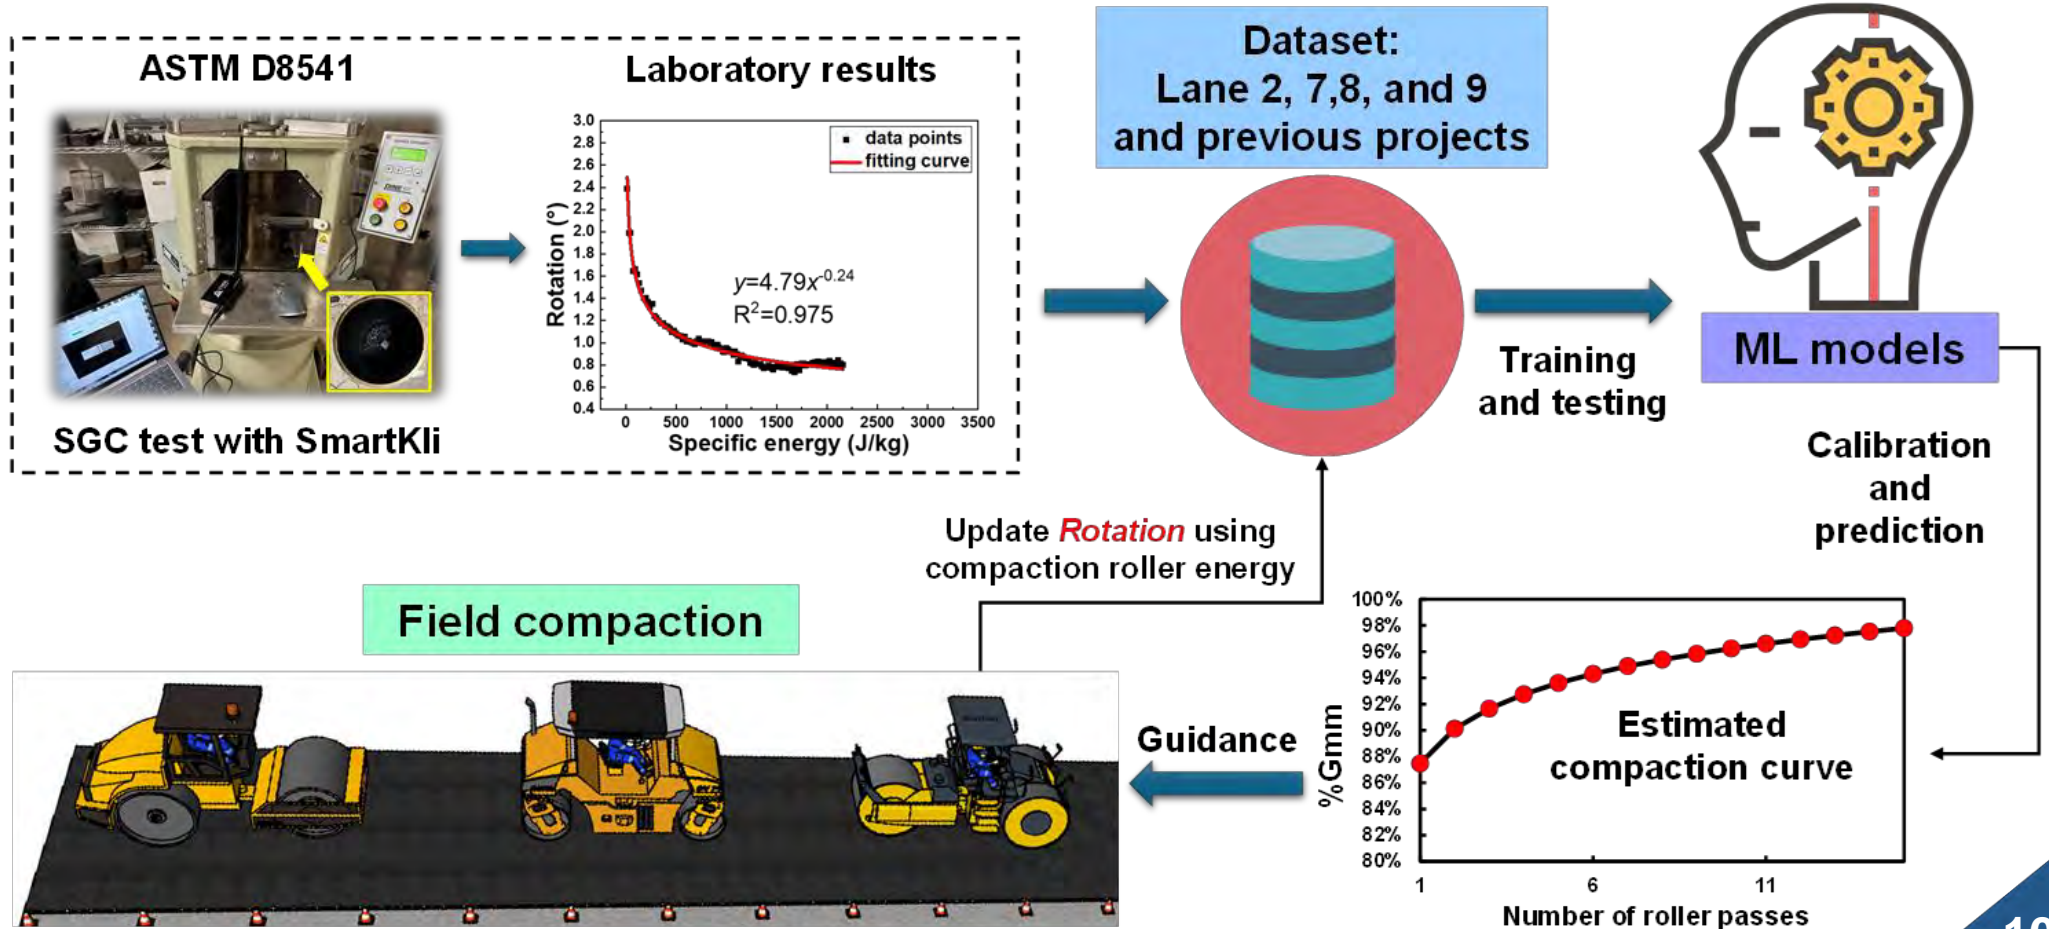 ASTM D8541
SGC test with SmartKli
Laboratory results
3.0
2.8
2.6
2.4
2.2
2.0
1.8
1.6
1.4
1.2
1.0
0.8
0.6
0.4
Rotation (°)
data points
fitting curve
y=4.79x^-0.24
R²=0.975
0 500 1000 1500 2000 2500 3000 3500
Specific energy (J/kg)
Dataset:
Lane 2, 7,8, and 9
and previous projects
Training
and testing
ML models
Calibration
and
prediction
Update Rotation using
compaction roller energy
100%
98%
96%
94%
92%
90%
88%
86%
84%
82%
80%
%Gmm
Estimated
compaction curve
1 6 11
Number of roller passes
Guidance
Field compaction